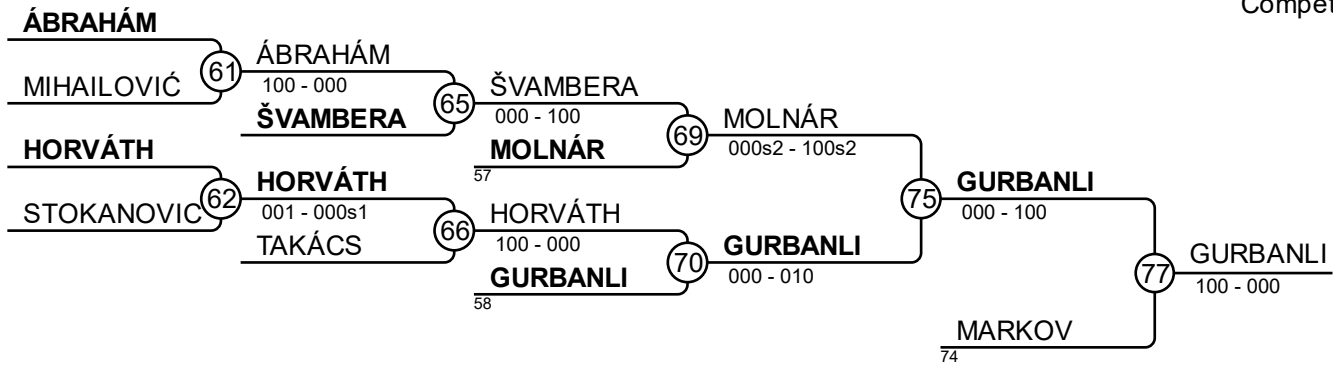 Compet
ÁBRAHÁM
MIHAILOVIĆ
61
ÁBRAHÁM
100 - 000
ŠVAMBERA
65
ŠVAMBERA
000 - 100
MOLNÁR
57
69
MOLNÁR
000s2 - 100s2
HORVÁTH
STOKANOVIC
62
HORVÁTH
001 - 000s1
TAKÁCS
66
HORVÁTH
100 - 000
GURBANLI
58
70
GURBANLI
000 - 010
75
GURBANLI
000 - 100
MARKOV
74
77
GURBANLI
100 - 000